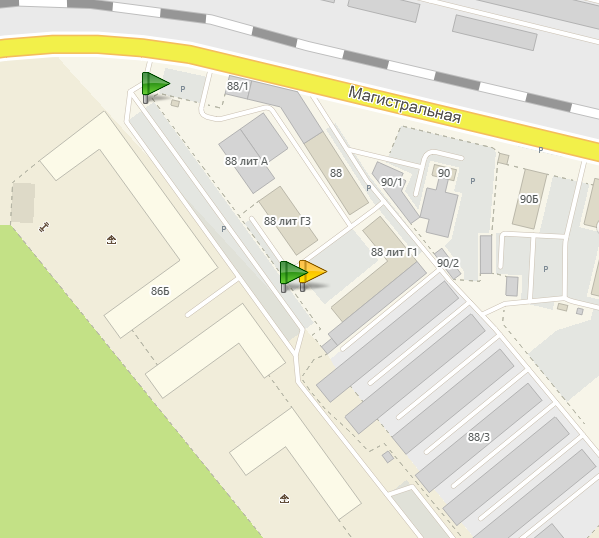 Р
88/1
Магистральная
Р
88 лит А
88
Р
90/1
90
Р
90Б
88 лит Г3
Р
88 лит Г1
90/2
Р
86Б
88/3